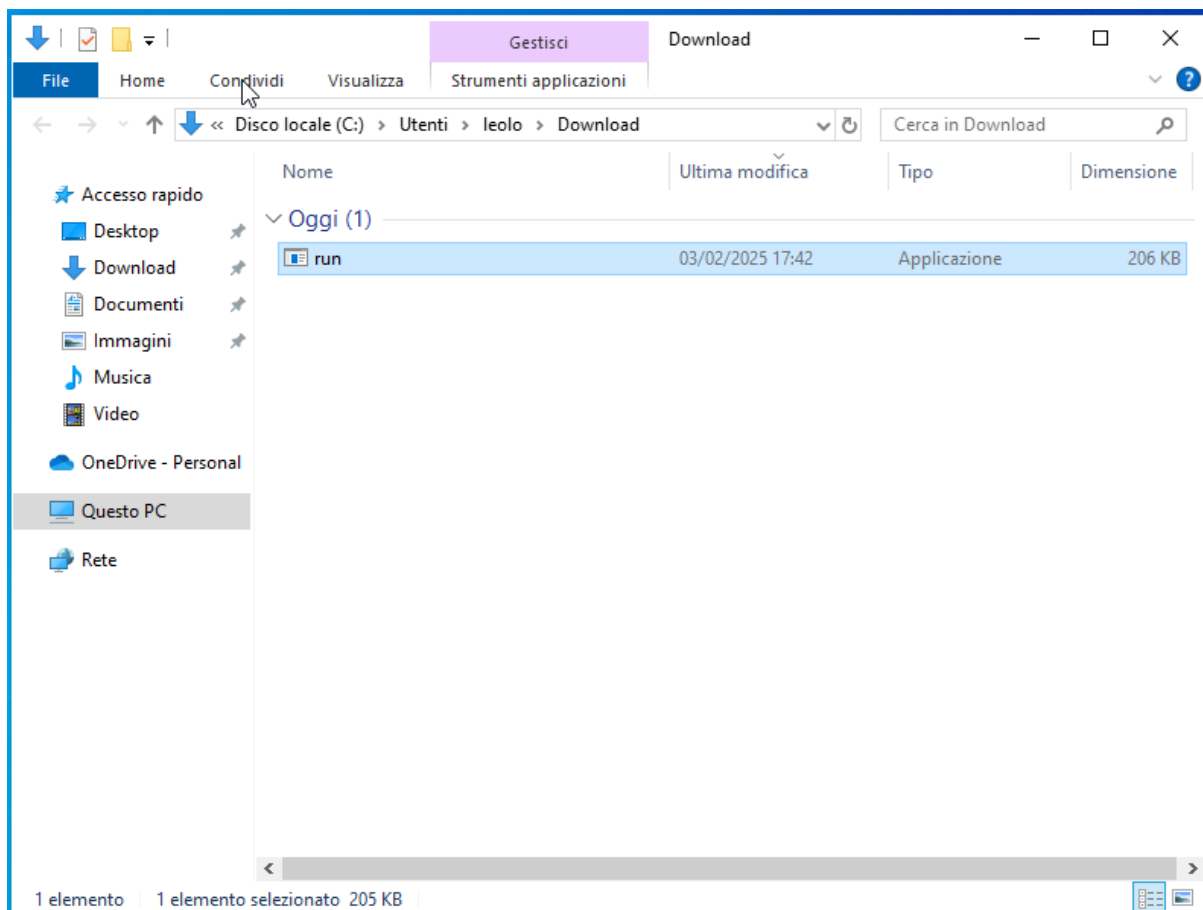 Gestisci Download
File Home Condividi Visualizza Strumenti applicazioni
« Disco locale (C:) › Utenti › leolo › Download Cerca in Download
Nome Ultima modifica Tipo Dimensione
Accesso rapido
Desktop
Download
Documenti
Immagini
Musica
Video
OneDrive - Personal
Questo PC
Rete
Oggi (1)
run 03/02/2025 17:42 Applicazione 206 KB
1 elemento 1 elemento selezionato 205 KB